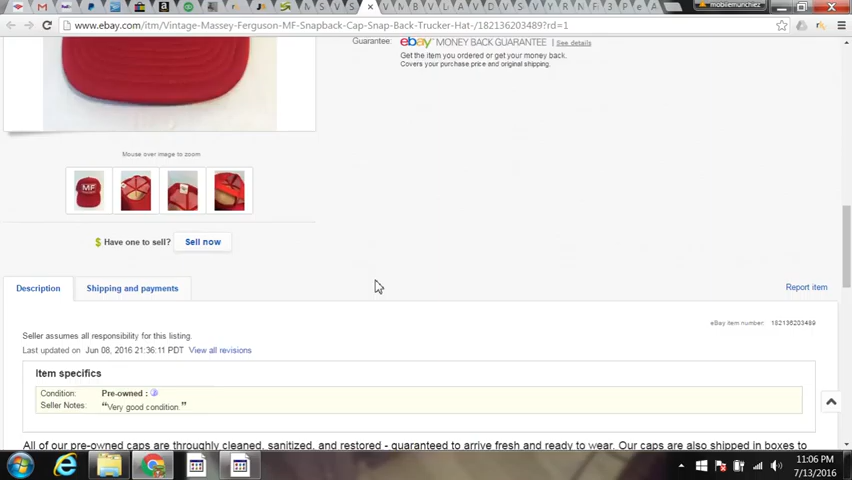 mobilemunchiez
www.ebay.com/itm/Vintage-Massey-Ferguson-MF-Snapback-Cap-Snap-Back-Trucker-Hat-/182136203489?rd=1
Guarantee: ebay MONEY BACK GUARANTEE | See details
Get the item you ordered or get your money back.
Covers your purchase price and original shipping.
Mouse over image to zoom
MF
$ Have one to sell? Sell now
Description Shipping and payments Report item
eBay item number: 182136203489
Seller assumes all responsibility for this listing.
Last updated on Jun 08, 2016 21:36:11 PDT View all revisions
Item specifics
Condition: Pre-owned :
Seller Notes: “Very good condition”
All of our pre-owned caps are throughly cleaned, sanitized, and restored - guaranteed to arrive fresh and ready to wear. Our caps are also shipped in boxes to
11:06 PM
7/13/2016